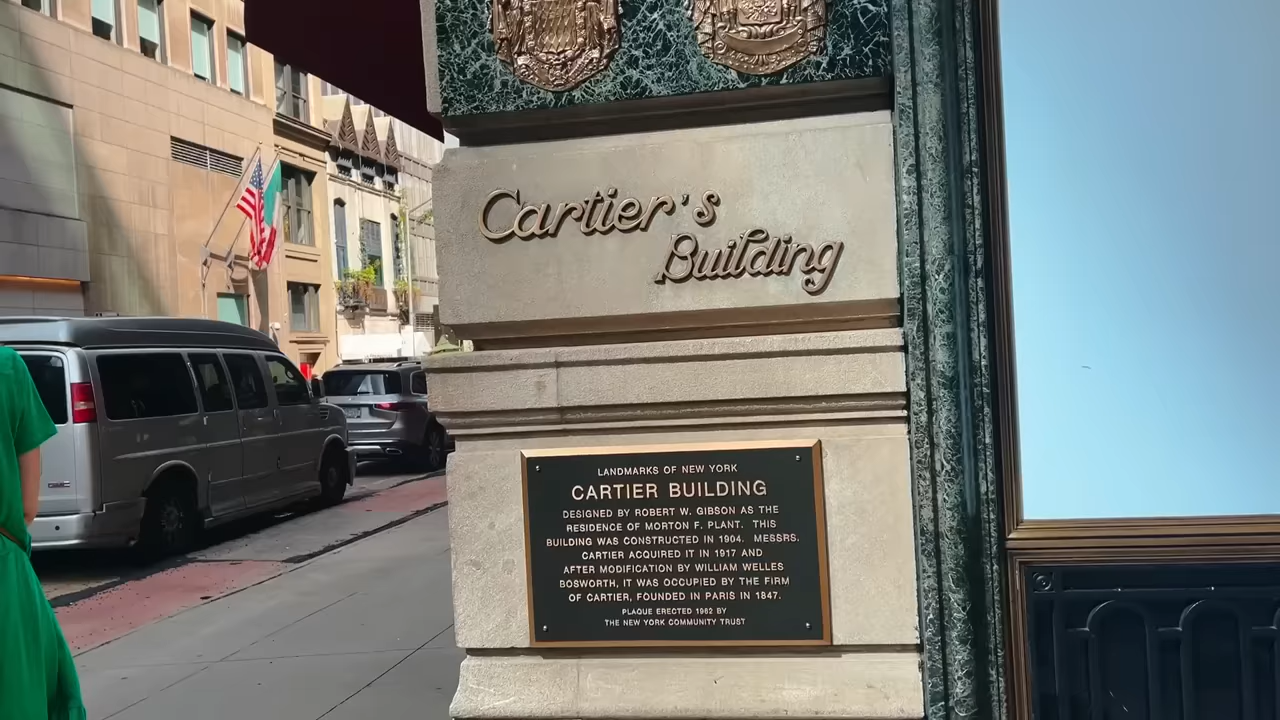 Cartier's
Building
LANDMARKS OF NEW YORK
CARTIER BUILDING
DESIGNED BY ROBERT W. GIBSON AS THE
RESIDENCE OF MORTON F. PLANT. THIS
BUILDING WAS CONSTRUCTED IN 1904. MESSRS.
CARTIER ACQUIRED IT IN 1917 AND
AFTER MODIFICATION BY WILLIAM WELLES
BOSWORTH, IT WAS OCCUPIED BY THE FIRM
OF CARTIER, FOUNDED IN PARIS IN 1847.
PLAQUE ERECTED 1962 BY
THE NEW YORK COMMUNITY TRUST